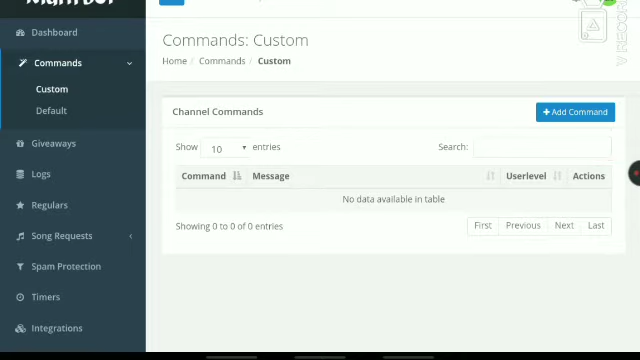 Dashboard
Commands
Custom
Default
Giveaways
Logs
Regulars
Song Requests
Spam Protection
Timers
Integrations
Commands: Custom
Home / Commands / Custom
Channel Commands
+ Add Command
Show 10 entries
Search:
Command Message Userlevel Actions
No data available in table
Showing 0 to 0 of 0 entries
First Previous Next Last